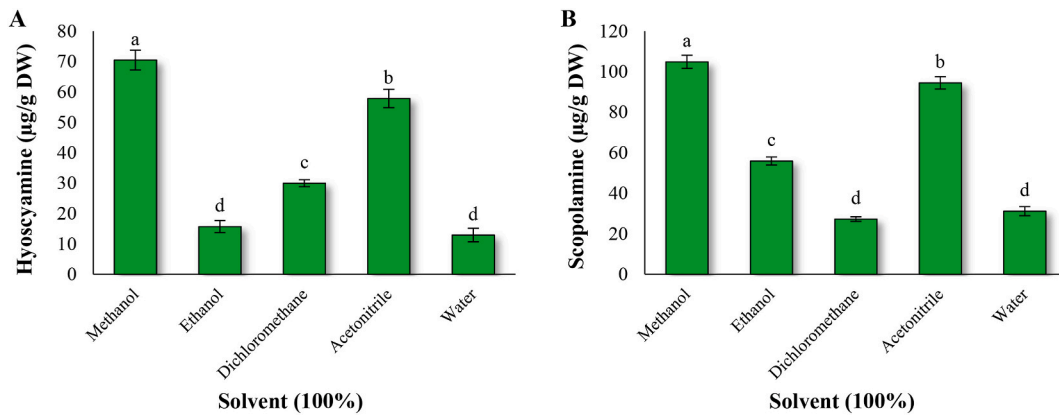 A
Hyoscyamine (µg/g DW)
80
70
60
50
40
30
20
10
0
a
d
c
b
d
Methanol
Ethanol
Dichloromethane
Acetonitrile
Water
Solvent (100%)
B
Scopolamine (µg/g DW)
120
100
80
60
40
20
0
a
c
d
b
d
Methanol
Ethanol
Dichloromethane
Acetonitrile
Water
Solvent (100%)